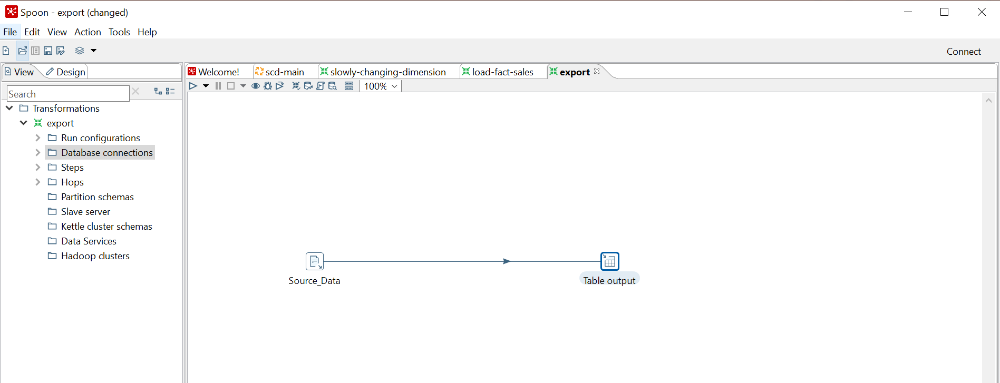 Spoon - export (changed)
File Edit View Action Tools Help
Connect
View Design
Welcome! scd-main slowly-changing-dimension load-fact-sales export
100%
Search
Transformations
export
Run configurations
Database connections
Steps
Hops
Partition schemas
Slave server
Kettle cluster schemas
Data Services
Hadoop clusters
Source_Data
Table output